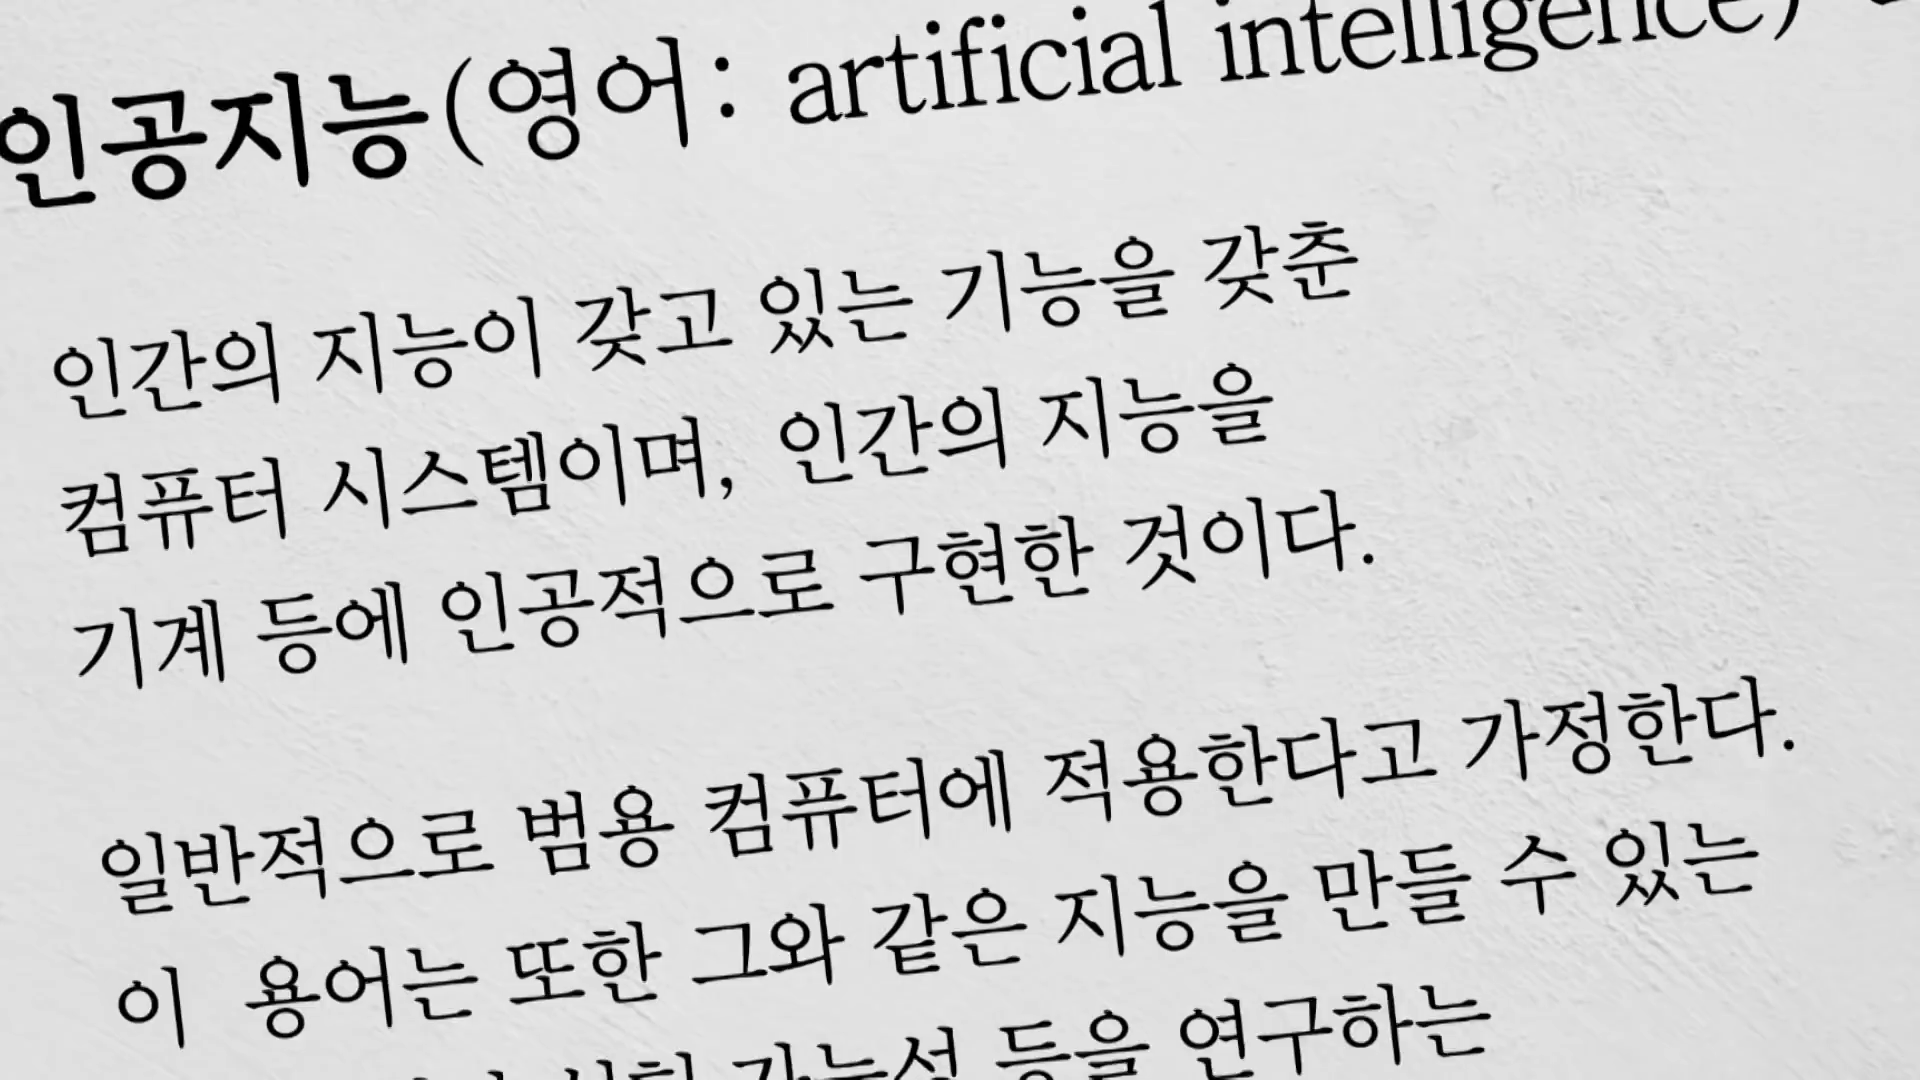 인공지능(영어: artificial intelligence)
인간의 지능이 갖고 있는 기능을 갖춘
컴퓨터 시스템이며, 인간의 지능을
기계 등에 인공적으로 구현한 것이다.
일반적으로 범용 컴퓨터에 적용한다고 가정한다.
이 용어는 또한 그와 같은 지능을 만들 수 있는
실현 가능성 등을 연구하는